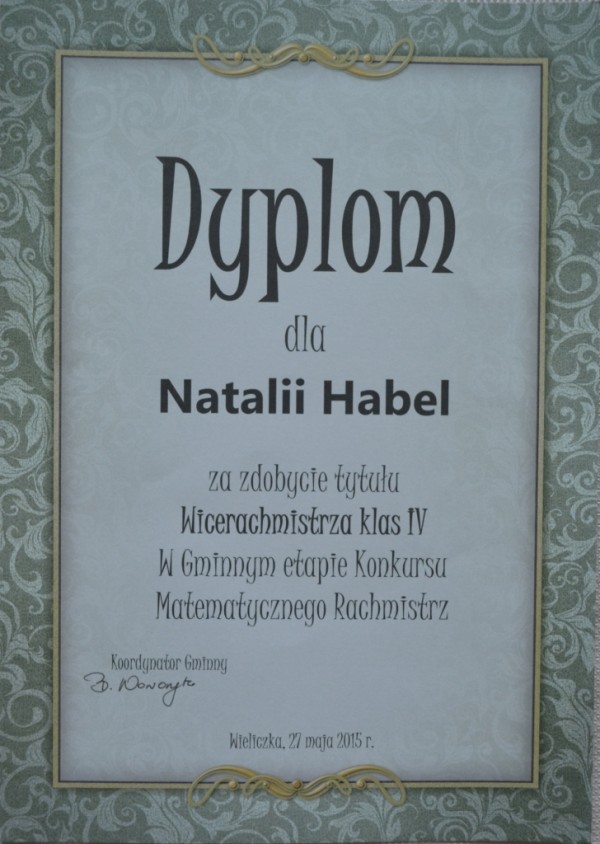 Dyplom
dla
Natalii Habel
za zdobycie tytułu
Wicerachmistrza klas IV
W Gminnym etapie Konkursu
Matematycznego Rachmistrz
Koordynator Gminny
Wieliczka, 27 maja 2015 r.